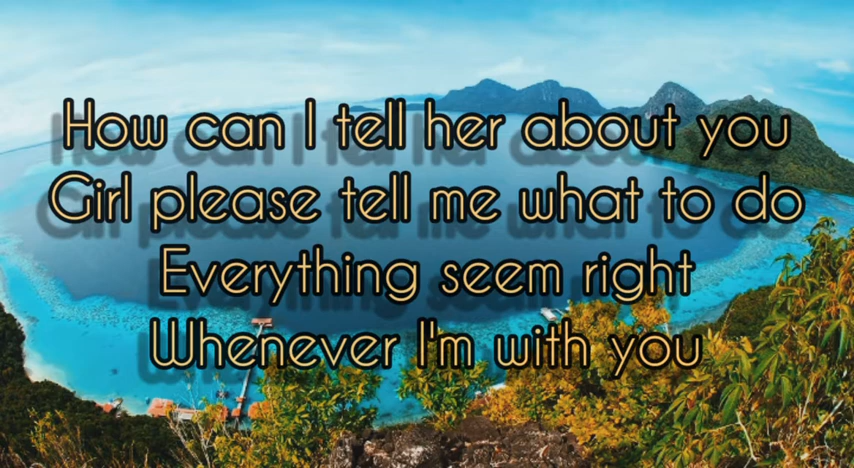 How can I tell her about you
Girl please tell me what to do
Everything seem right
Whenever I'm with you